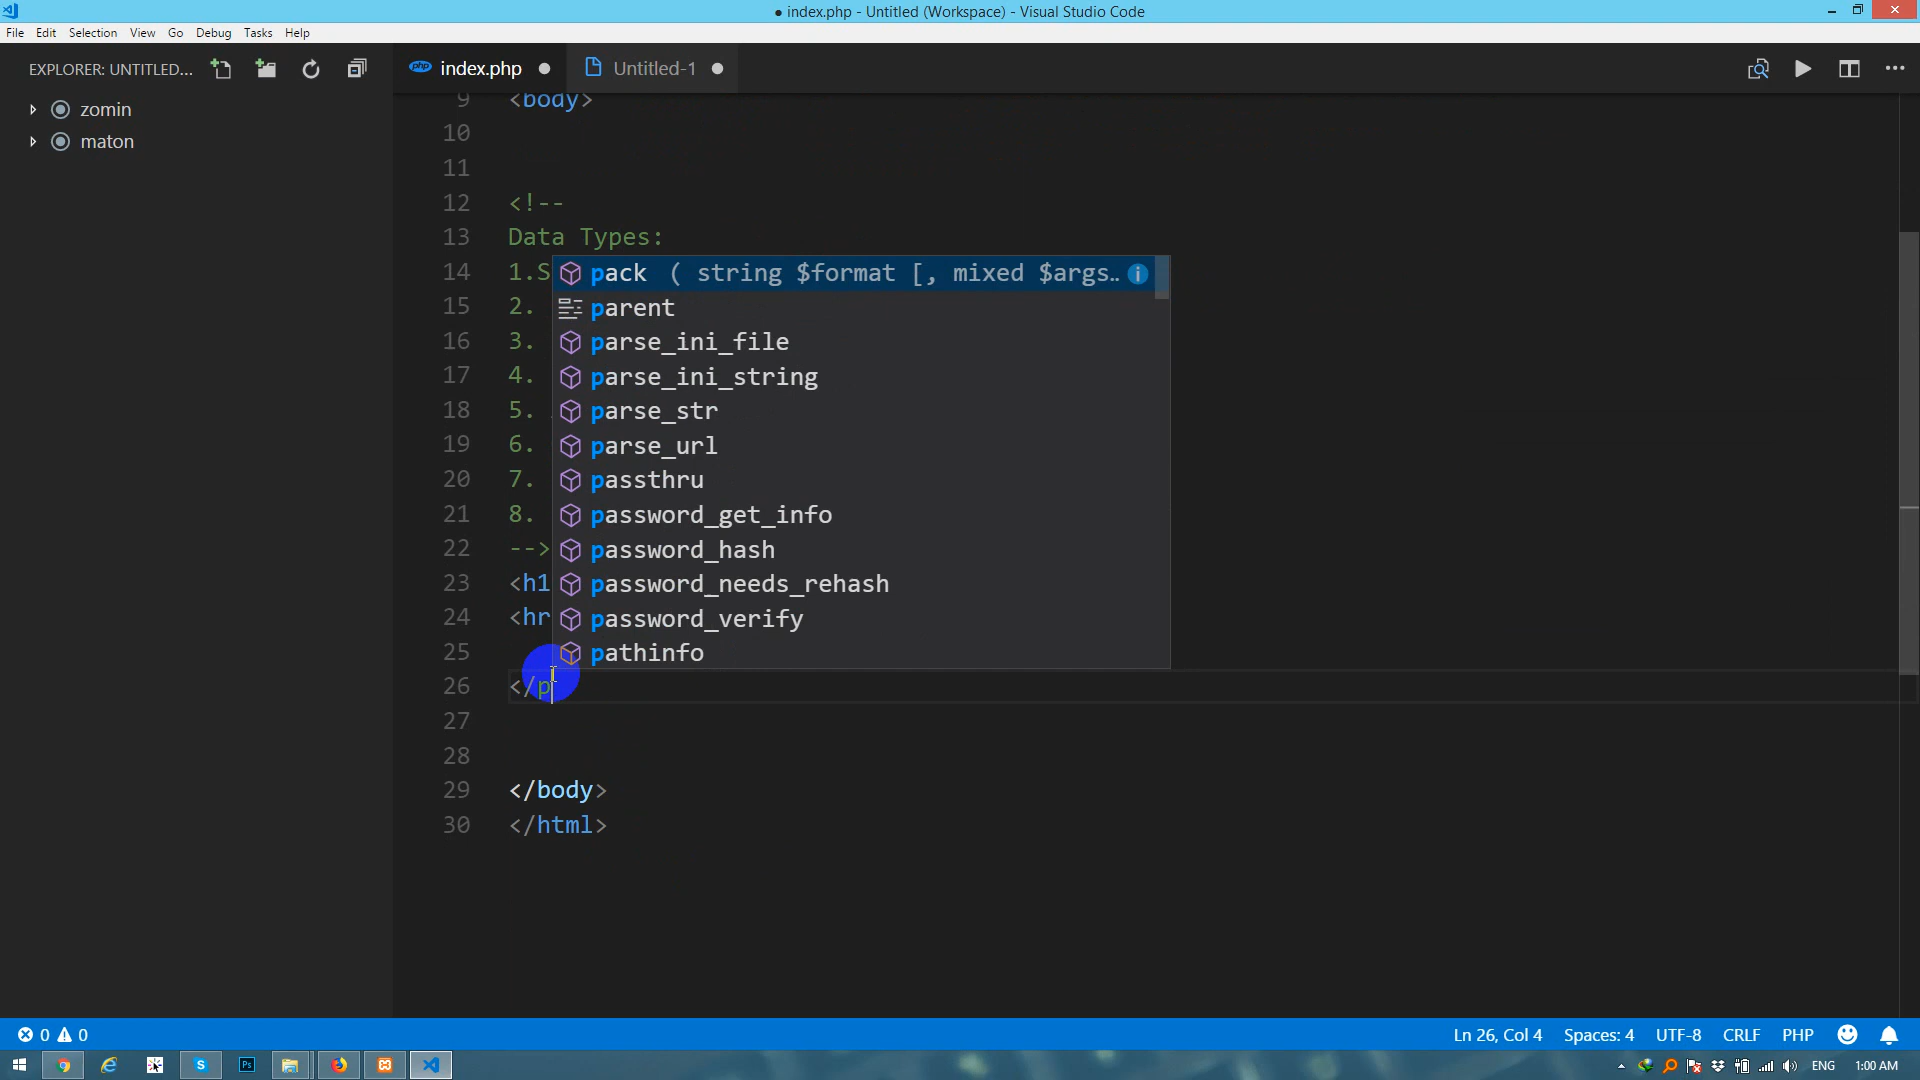 ● index.php - Untitled (Workspace) - Visual Studio Code
File Edit Selection View Go Debug Tasks Help
EXPLORER: UNTITLED...
index.php
Untitled-1
zomin
maton
9 <body>
10
11
12 <!--
13 Data Types:
14 1.S
15 2.
16 3.
17 4.
18 5.
19 6.
20 7.
21 8.
22 -->
23 <h1
24 <hr
25
26 </p
27
28
29 </body>
30 </html>
pack ( string $format [, mixed $args…
parent
parse_ini_file
parse_ini_string
parse_str
parse_url
passthru
password_get_info
password_hash
password_needs_rehash
password_verify
pathinfo
0 0
Ln 26, Col 4 Spaces: 4 UTF-8 CRLF PHP
ENG 1:00 AM